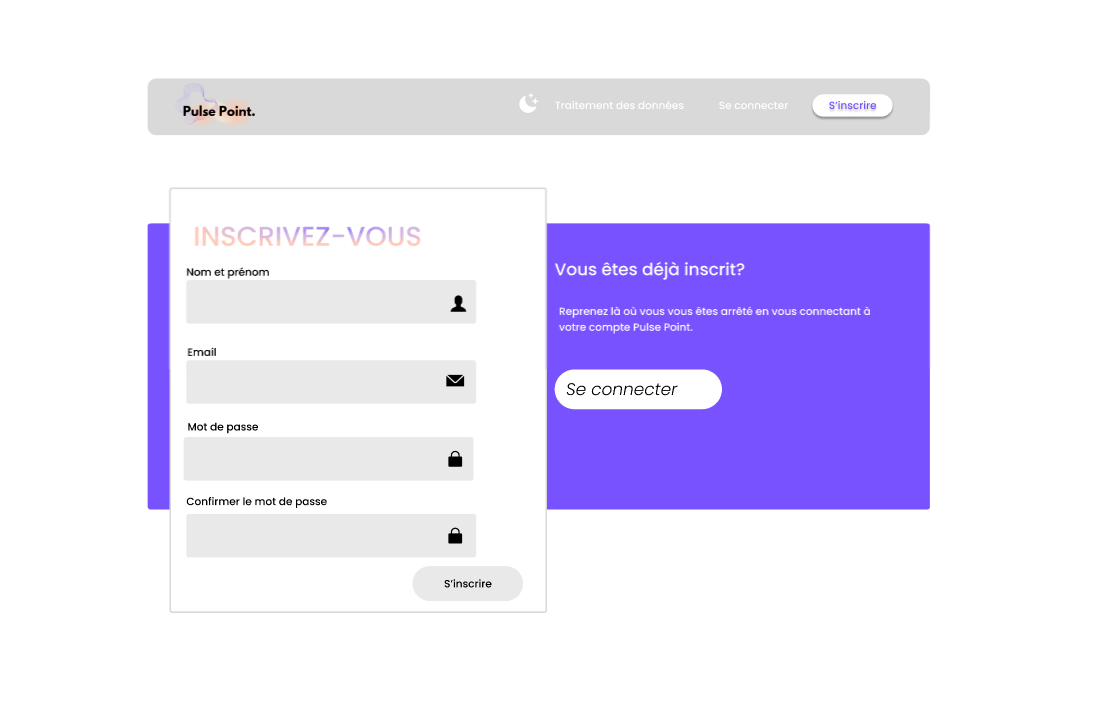 Pulse Point.
Traitement des données
Se connecter
S'inscrire
INSCRIVEZ-VOUS
Nom et prénom
Email
Mot de passe
Confirmer le mot de passe
S'inscrire
Vous êtes déjà inscrit?
Reprenez là où vous vous êtes arrêté en vous connectant à
votre compte Pulse Point.
Se connecter